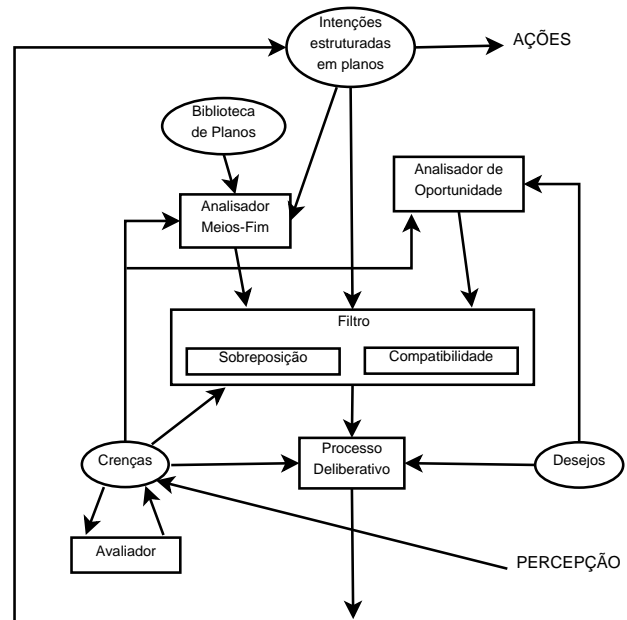 Intenções
estruturadas
em planos
AÇÕES
Biblioteca
de Planos
Analisador de
Oportunidade
Analisador
Meios-Fim
Filtro
Sobreposição
Compatibilidade
Processo
Deliberativo
Crenças
Desejos
Avaliador
PERCEPÇÃO